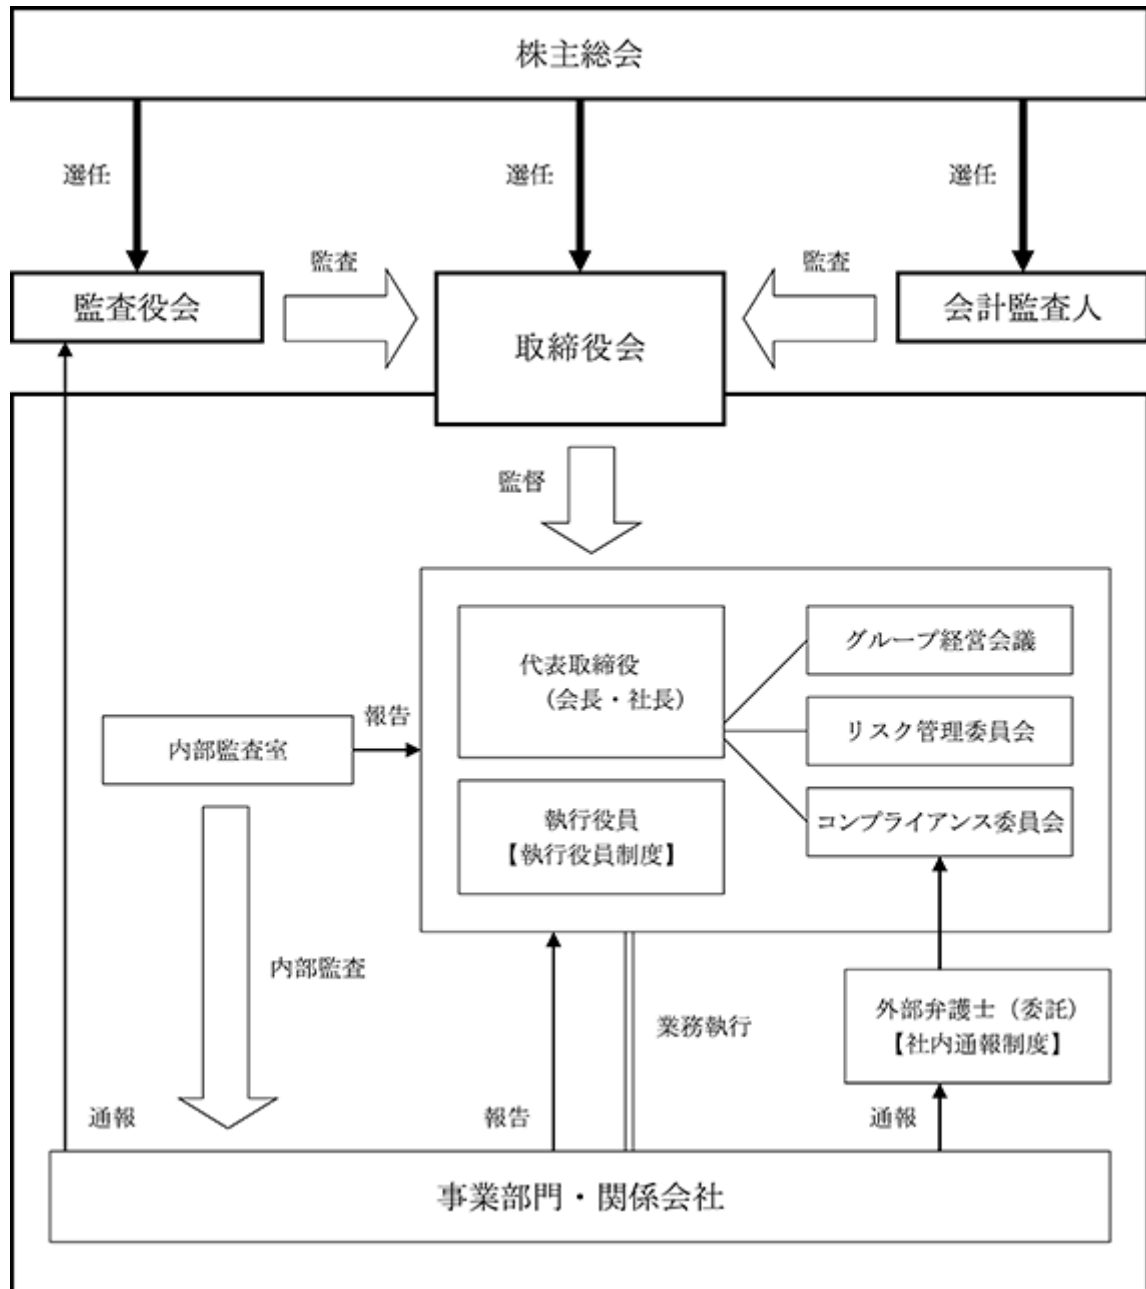 株主総会
選任
選任
選任
監査
監査
監査役会
取締役会
会計監査人
監督
代表取締役
(会長・社長)
グループ経営会議
リスク管理委員会
コンプライアンス委員会
報告
内部監査室
執行役員
【執行役員制度】
内部監査
業務執行
外部弁護士（委託）
【社内通報制度】
通報
報告
通報
事業部門・関係会社